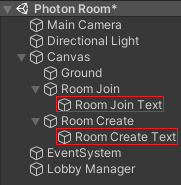 Photon Room*
Main Camera
Directional Light
Canvas
Ground
Room Join
Room Join Text
Room Create
Room Create Text
EventSystem
Lobby Manager